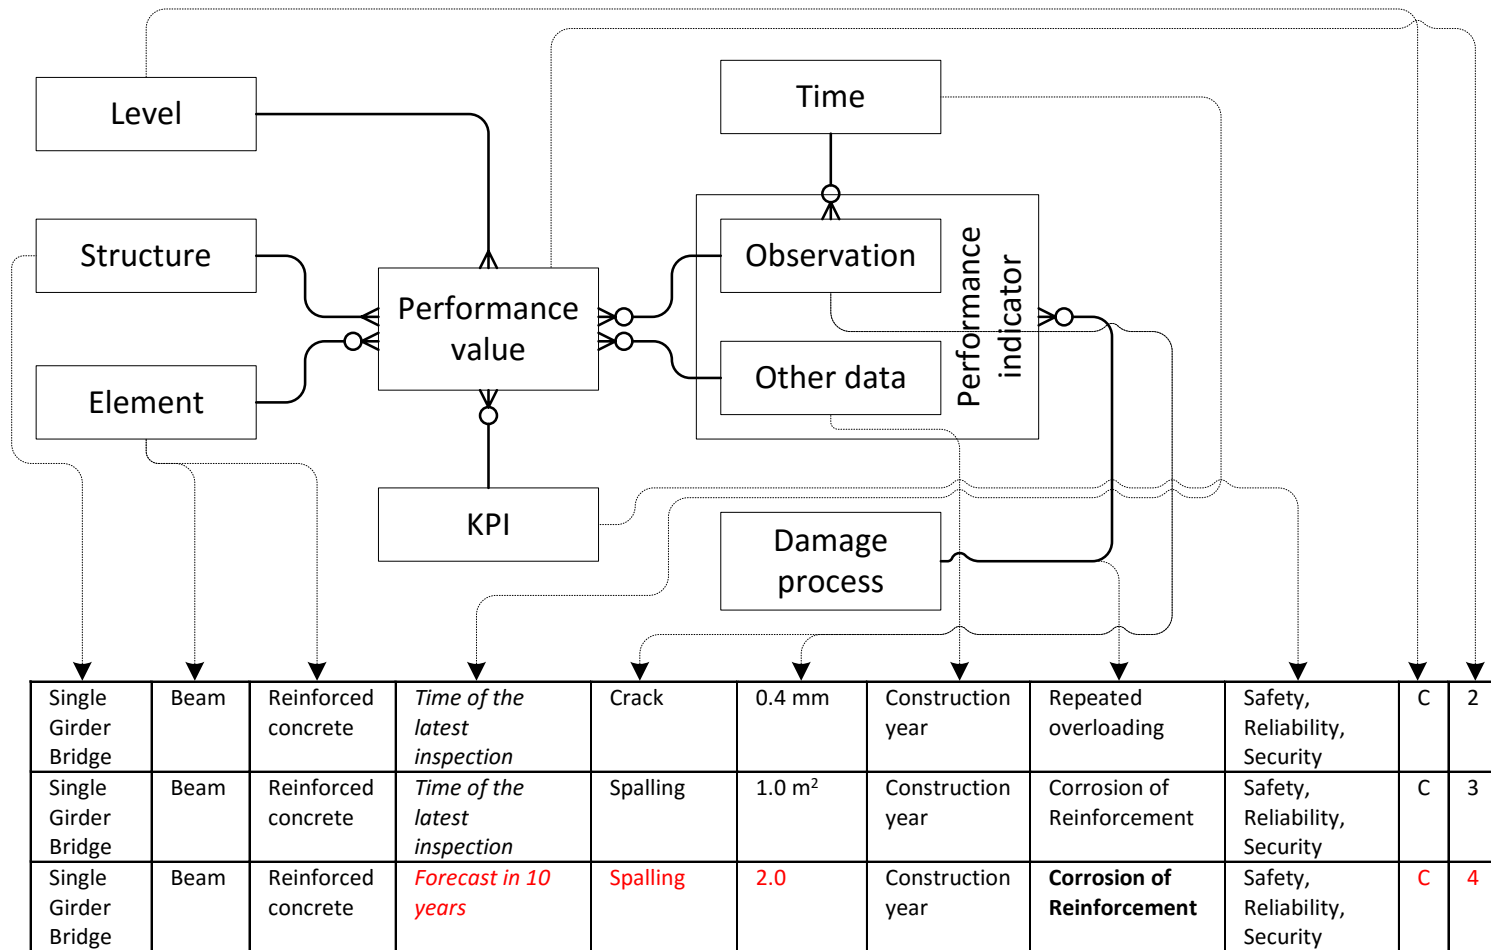 Level
Time
Structure
Observation
Performance
indicator
Performance
value
Other data
Element
KPI
Damage
process
Single
Girder
Bridge
Beam
Reinforced
concrete
Time of the
latest
inspection
Crack
0.4 mm
Construction
year
Repeated
overloading
Safety,
Reliability,
Security
C
2
Single
Girder
Bridge
Beam
Reinforced
concrete
Time of the
latest
inspection
Spalling
1.0 m²
Construction
year
Corrosion of
Reinforcement
Safety,
Reliability,
Security
C
3
Single
Girder
Bridge
Beam
Reinforced
concrete
Forecast in 10
years
Spalling
2.0
Construction
year
Corrosion of
Reinforcement
Safety,
Reliability,
Security
C
4